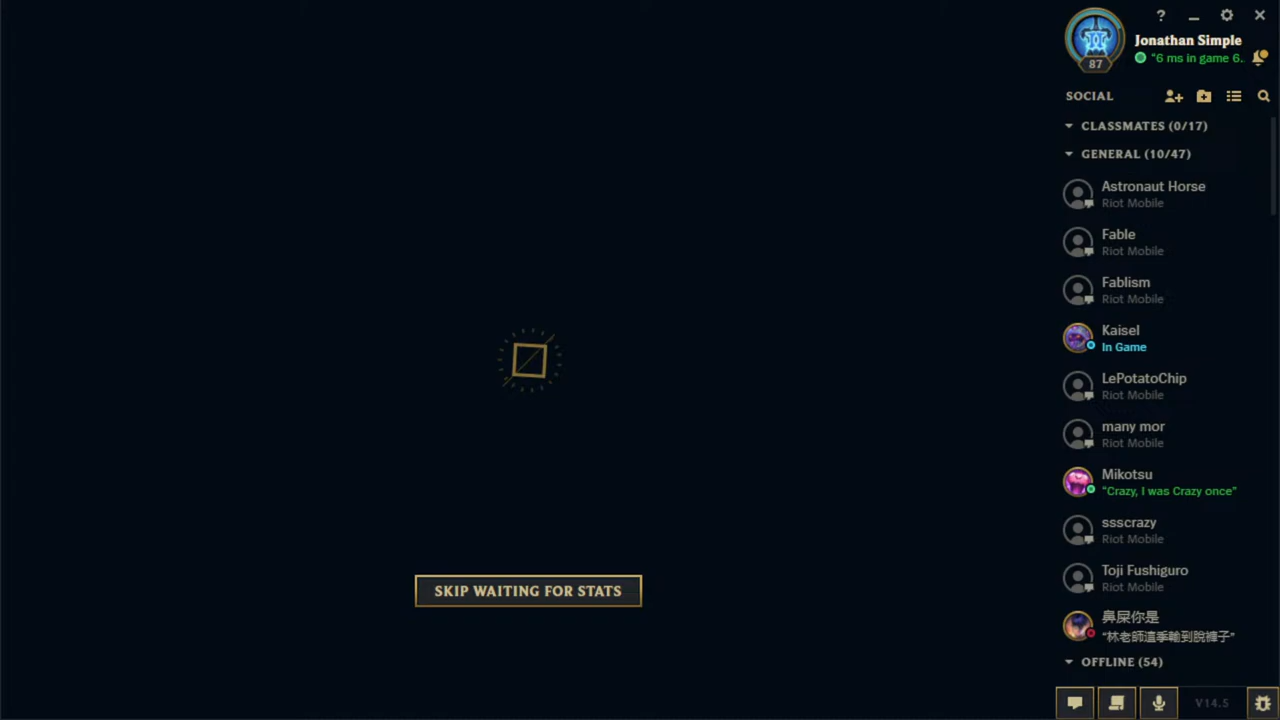 ?
Jonathan Simple
87
"6 ms in game 6.
SOCIAL
CLASSMATES (0/17)
GENERAL (10/47)
Astronaut Horse
Riot Mobile
Fable
Riot Mobile
Fablism
Riot Mobile
Kaisel
In Game
LePotatoChip
Riot Mobile
many mor
Riot Mobile
Mikotsu
"Crazy, I was Crazy once"
ssscrazy
Riot Mobile
Toji Fushiguro
Riot Mobile
鼻屎你是
"林老師這季輸到脫褲子"
OFFLINE (54)
SKIP WAITING FOR STATS
V14.5